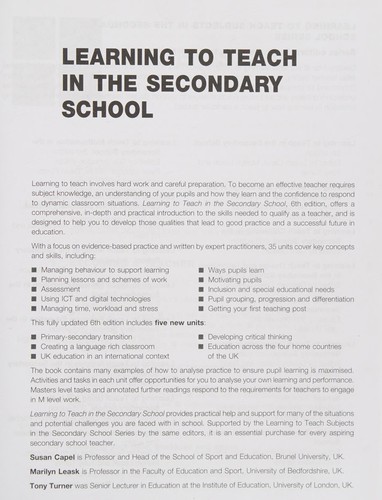 LEARNING TO TEACH
IN THE SECONDARY
SCHOOL
Learning to teach involves hard work and careful preparation. To become an effective teacher requires
subject knowledge, an understanding of your pupils and how they learn and the confidence to respond
to dynamic classroom situations. Learning to Teach in the Secondary School, 6th edition, offers a
comprehensive, in-depth and practical introduction to the skills needed to qualify as a teacher, and is
designed to help you to develop those qualities that lead to good practice and a successful future in
education.
With a focus on evidence-based practice and written by expert practitioners, 35 units cover key concepts
and skills, including:
■ Managing behaviour to support learning
■ Planning lessons and schemes of work
■ Assessment
■ Using ICT and digital technologies
■ Managing time, workload and stress
■ Ways pupils learn
■ Motivating pupils
■ Inclusion and special educational needs
■ Pupil grouping, progression and differentiation
■ Getting your first teaching post
This fully updated 6th edition includes five new units:
■ Primary-secondary transition
■ Creating a language rich classroom
■ UK education in an international context
■ Developing critical thinking
■ Education across the four home countries
of the UK
The book contains many examples of how to analyse practice to ensure pupil learning is maximised.
Activities and tasks in each unit offer opportunities for you to analyse your own learning and performance.
Masters level tasks and annotated further readings respond to the requirements for teachers to engage
in M level work.
Learning to Teach in the Secondary School provides practical help and support for many of the situations
and potential challenges you are faced with in school. Supported by the Learning to Teach Subjects
in the Secondary School Series by the same editors, it is an essential purchase for every aspiring
secondary school teacher.
Susan Capel is Professor and Head of the School of Sport and Education, Brunel University, UK.
Marilyn Leask is Professor in the Faculty of Education and Sport, University of Bedfordshire, UK.
Tony Turner was Senior Lecturer in Education at the Institute of Education, University of London, UK.